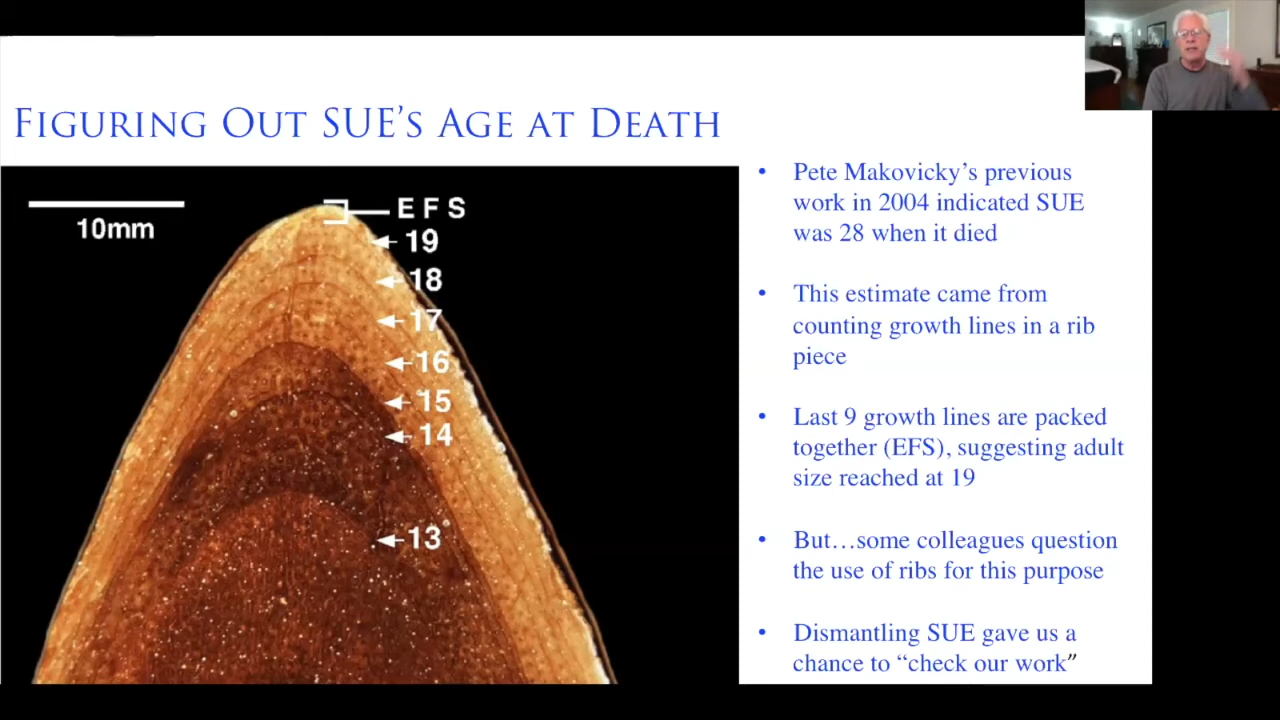 FIGURING OUT SUE'S AGE AT DEATH
10mm
EFS
19
18
17
16
15
14
13
• Pete Makovicky's previous
work in 2004 indicated SUE
was 28 when it died
• This estimate came from
counting growth lines in a rib
piece
• Last 9 growth lines are packed
together (EFS), suggesting adult
size reached at 19
• But…some colleagues question
the use of ribs for this purpose
• Dismantling SUE gave us a
chance to “check our work”